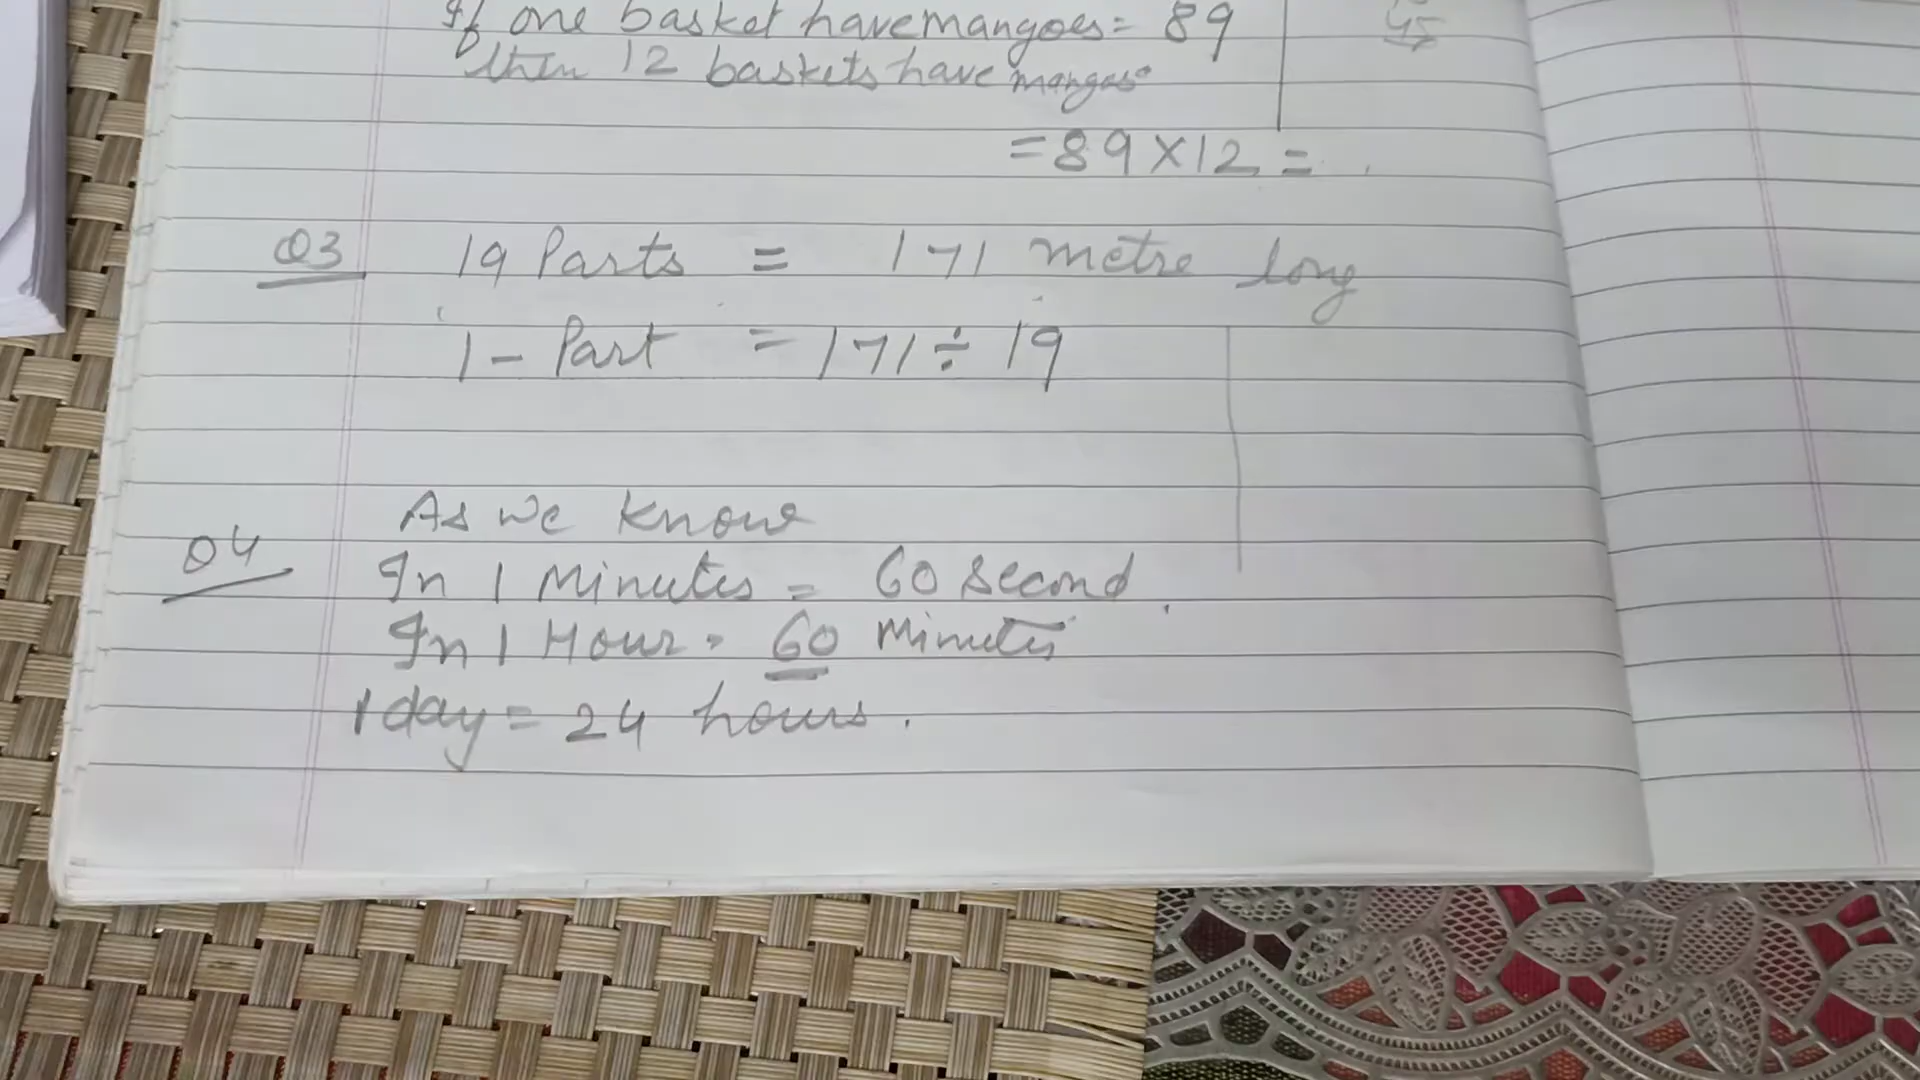 If one basket have mangoes = 89
45
then 12 baskets have mangoes
= 89 × 12 =
Q3 19 Parts = 171 metre long
1 - Part = 171 ÷ 19
As we know
Q4
In 1 Minutes = 60 Second.
In 1 Hour = 60 Minutes
1 day = 24 hours.